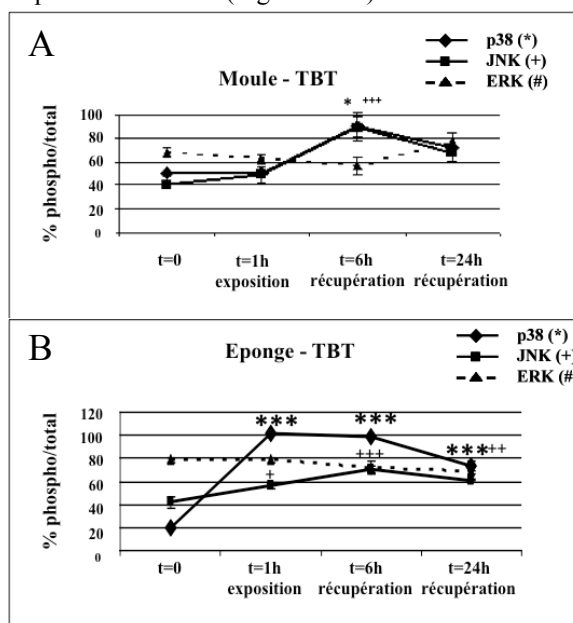 A
p38 (*)
JNK (+)
ERK (#)
Moule - TBT
* +++
100
80
60
40
20
0
% phospho/total
t=0
t=1h
exposition
t=6h
récupération
t=24h
récupération
B
p38 (*)
JNK (+)
ERK (#
Eponge - TBT
120
100
80
60
40
20
0
% phospho/total
***
***
***++
+
+++
t=0
t=1h
exposition
t=6h
récupération
t=24h
récupération